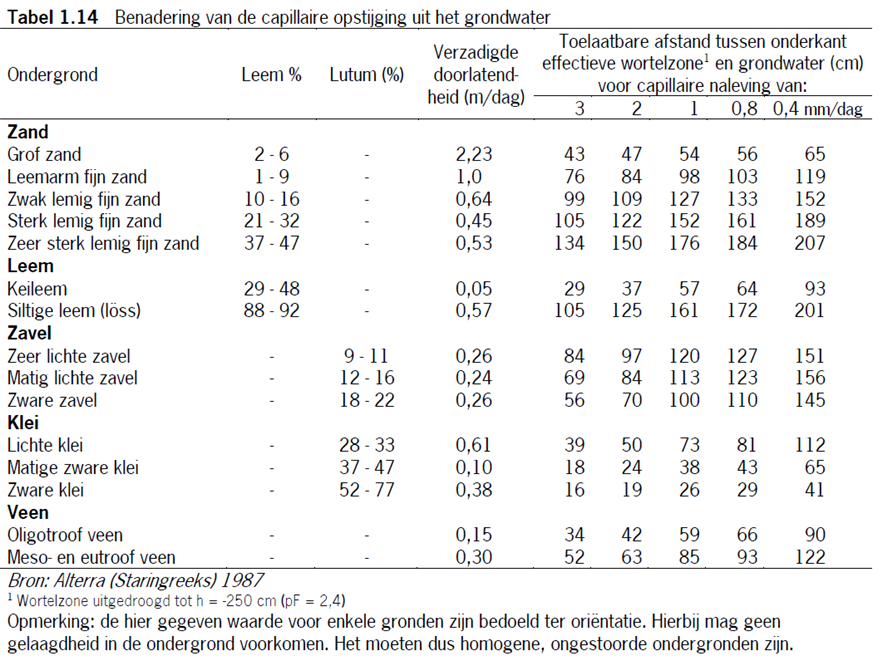 Tabel 1.14 Benadering van de capillaire opstijging uit het grondwater
Ondergrond Leem % Lutum (%) Verzadigde doorlatend-heid (m/dag) Toelaatbare afstand tussen onderkant effectieve wortelzone¹ en grondwater (cm) voor capillaire naleving van:
3 2 1 0,8 0,4 mm/dag
Zand
Grof zand 2 - 6 - 2,23 43 47 54 56 65
Leemarm fijn zand 1 - 9 - 1,0 76 84 98 103 119
Zwak lemig fijn zand 10 - 16 - 0,64 99 109 127 133 152
Sterk lemig fijn zand 21 - 32 - 0,45 105 122 152 161 189
Zeer sterk lemig fijn zand 37 - 47 - 0,53 134 150 176 184 207
Leem
Keileem 29 - 48 - 0,05 29 37 57 64 93
Siltige leem (löss) 88 - 92 - 0,57 105 125 161 172 201
Zavel
Zeer lichte zavel - 9 - 11 0,26 84 97 120 127 151
Matig lichte zavel - 12 - 16 0,24 69 84 113 123 156
Zware zavel - 18 - 22 0,26 56 70 100 110 145
Klei
Lichte klei - 28 - 33 0,61 39 50 73 81 112
Matige zware klei - 37 - 47 0,10 18 24 38 43 65
Zware klei - 52 - 77 0,38 16 19 26 29 41
Veen
Oligotroof veen - - 0,15 34 42 59 66 90
Meso- en eutroof veen - - 0,30 52 63 85 93 122
Bron: Alterra (Staringreeks) 1987
¹ Wortelzone uitgedroogd tot h = -250 cm (pF = 2,4)
Opmerking: de hier gegeven waarde voor enkele gronden zijn bedoeld ter oriëntatie. Hierbij mag geen
gelaagdheid in de ondergrond voorkomen. Het moeten dus homogene, ongestoorde ondergronden zijn.